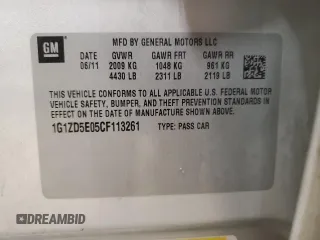 GM
MFD BY GENERAL MOTORS LLC
DATE GVWR GAWR FRT GAWR RR
06/11 2009 KG 1048 KG 961 KG
4430 LB 2311 LB 2119 LB
THIS VEHICLE CONFORMS TO ALL APPLICABLE U.S. FEDERAL MOTOR
VEHICLE SAFETY, BUMPER, AND THEFT PREVENTION STANDARDS IN
EFFECT ON THE DATE OF MANUFACTURE SHOWN ABOVE.
1G1ZD5E05CF113261 TYPE: PASS CAR
DREAMBID